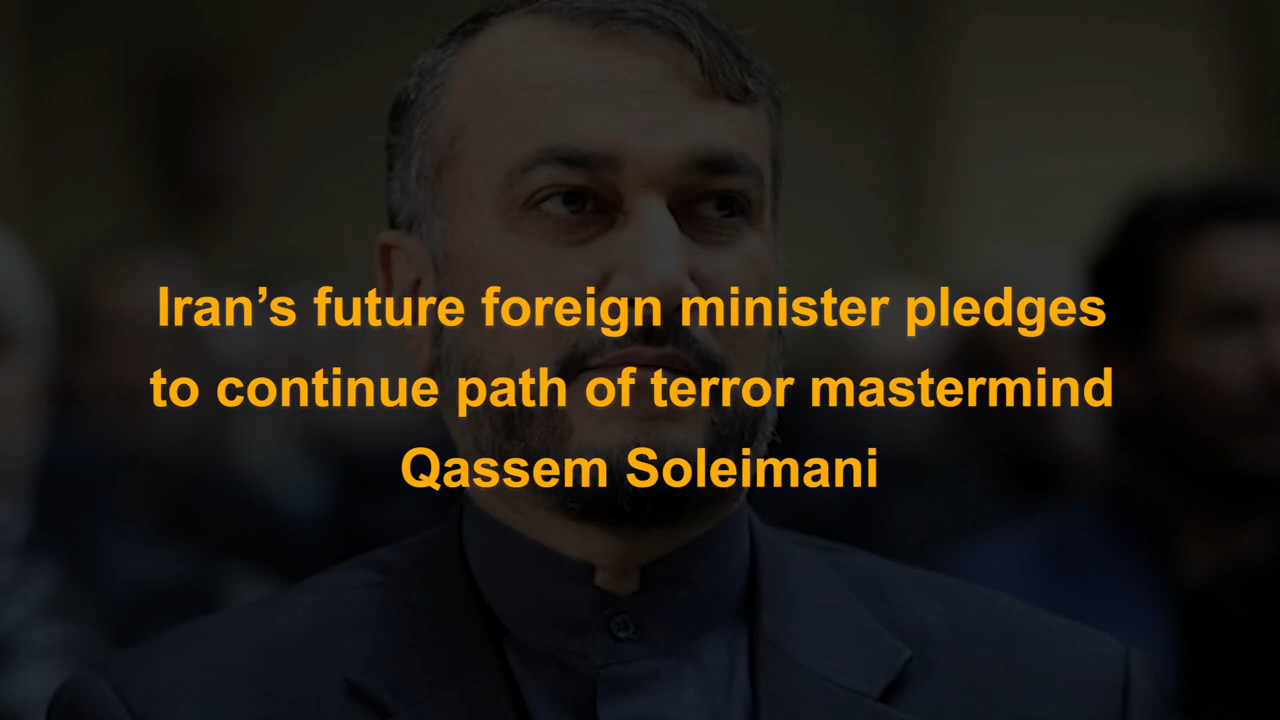 Iran’s future foreign minister pledges
to continue path of terror mastermind
Qassem Soleimani